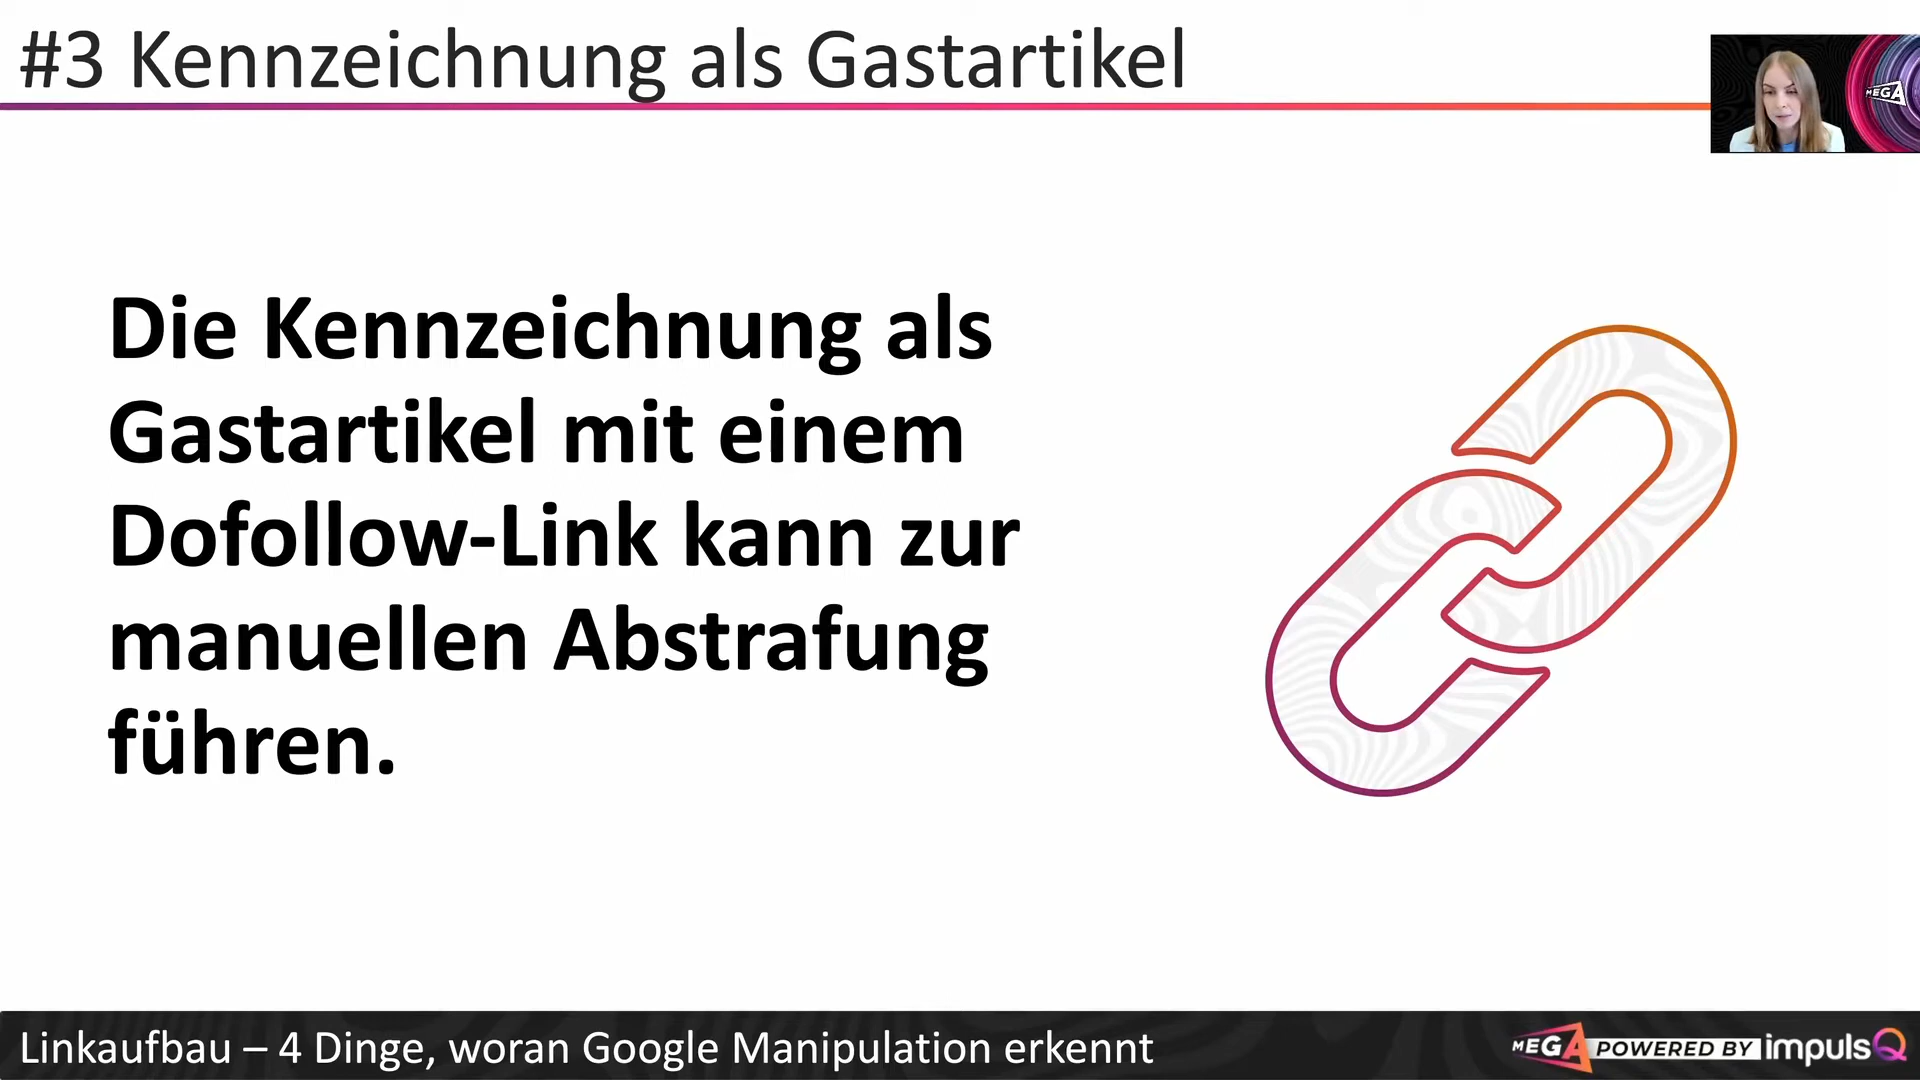 #3 Kennzeichnung als Gastartikel
MEGA
Die Kennzeichnung als
Gastartikel mit einem
Dofollow-Link kann zur
manuellen Abstrafung
führen.
Linkaufbau – 4 Dinge, woran Google Manipulation erkennt
MEGA POWERED BY impulsQ